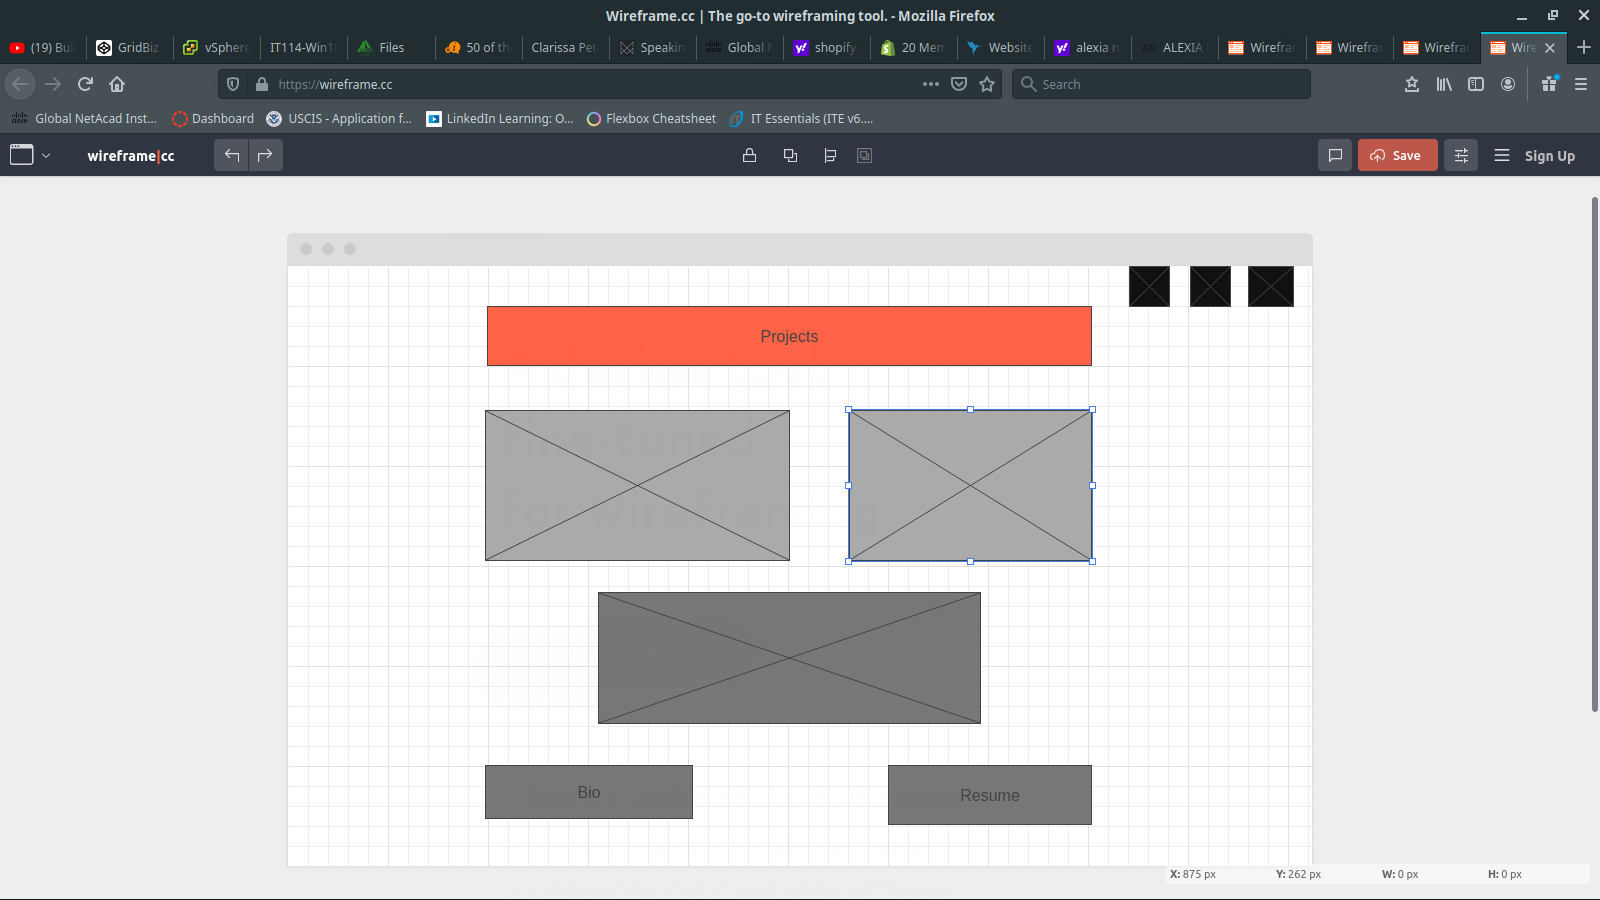 Wireframe.cc | The go-to wireframing tool. - Mozilla Firefox
(19) Bui
GridBiz
vSphere
IT114-Win1
Files
50 of th
Clarissa Pet
Speakin
Global N
shopify
20 Mem
Website
alexia ro
ALEXIA
Wirefra
Wirefra
Wirefra
Wire
https://wireframe.cc
Search
Global NetAcad Inst...
Dashboard
USCIS - Application f...
LinkedIn Learning: O...
Flexbox Cheatsheet
IT Essentials (ITE v6....
wireframe|cc
Save
Sign Up
Projects
Bio
Resume
X: 875 px Y: 262 px W: 0 px H: 0 px